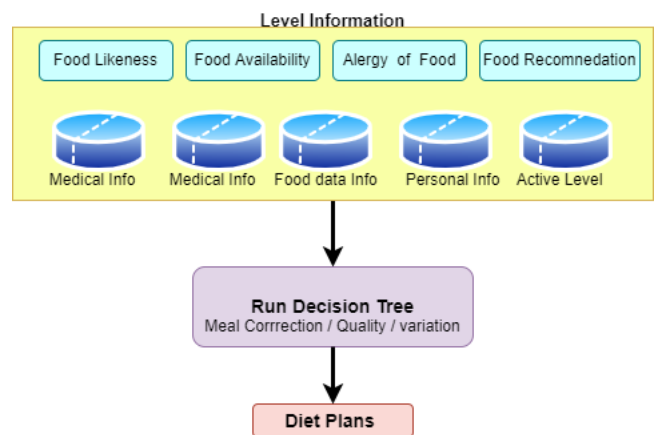 Level Information
Food Likeness
Food Availability
Alergy of Food
Food Recomnedation
Medical Info
Medical Info
Food data Info
Personal Info
Active Level
Run Decision Tree
Meal Corrrection / Quality / variation
Diet Plans